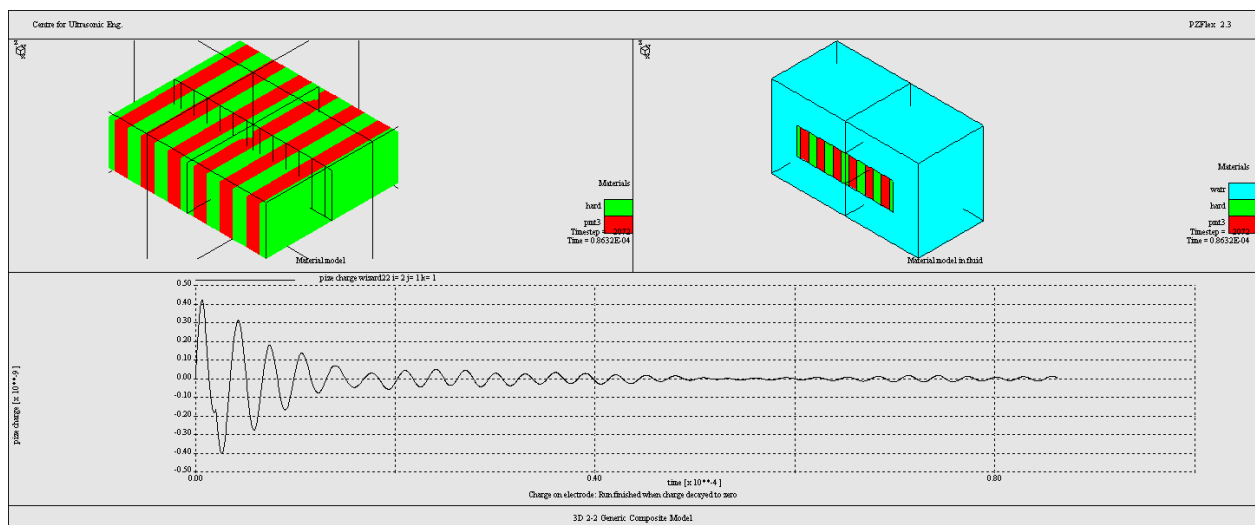 Centre for Ultrasonic Eng.
PZFlex 2.3
Materials
hard
pmt3
Timestep = 2072
Time = 0.8632E-04
Material model
Materials
watr
hard
pmt3
Timestep = 2072
Time = 0.8632E-04
Material model in fluid
pize charge wizard22 i= 2 j= 1 k= 1
0.50
0.40
0.30
0.20
0.10
0.00
-0.10
-0.20
-0.30
-0.40
-0.50
pize charge [x 10**-9]
0.00
0.40
0.80
time [x 10**-4]
Charge on electrode: Run finished when charge decayed to zero
3D 2-2 Generic Composite Model